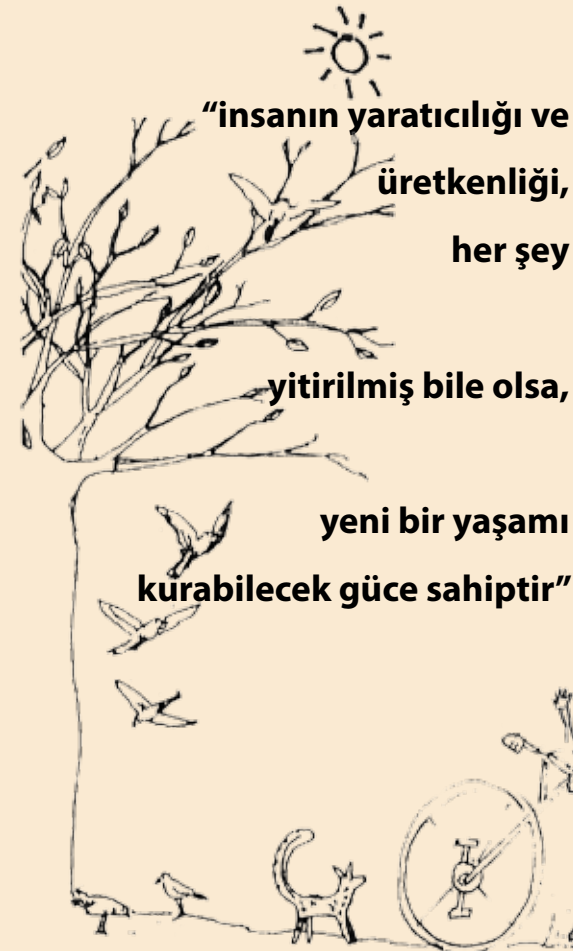 “insanın yaratıcılığı ve
üretkenliği,
her şey
yitirilmiş bile olsa,
yeni bir yaşamı
kurabilecek güce sahiptir”